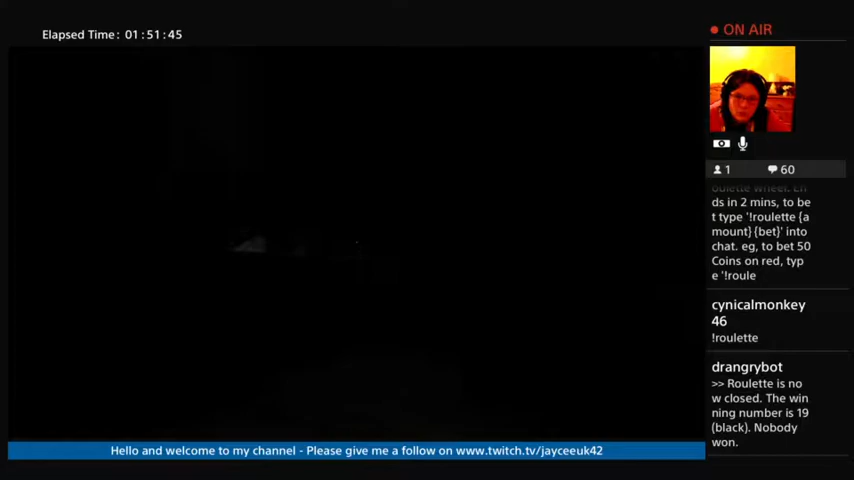 Elapsed Time: 01:51:45
ON AIR
1 60
oulette wheel. En
ds in 2 mins, to be
t type '!roulette {a
mount} {bet}' into
chat. eg, to bet 50
Coins on red, typ
e '!roule
cynicalmonkey
46
!roulette
drangrybot
>> Roulette is no
w closed. The win
ning number is 19
(black). Nobody
won.
Hello and welcome to my channel - Please give me a follow on www.twitch.tv/jayceeuk42